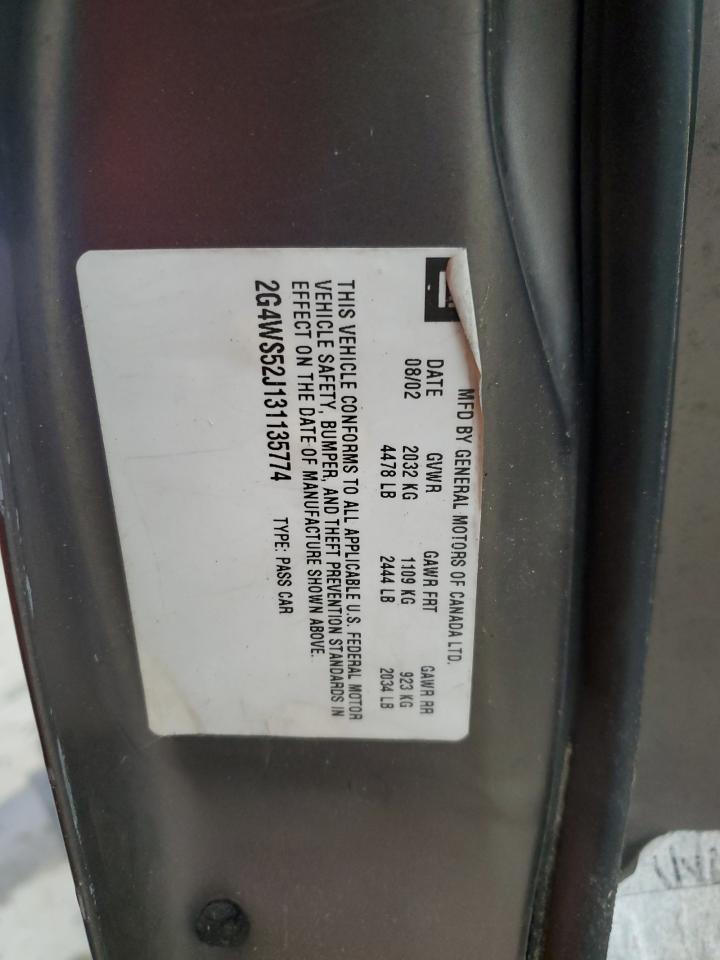 MFD BY GENERAL MOTORS OF CANADA LTD.
DATE GVWR GAWR FRT GAWR RR
08/02 2032 KG 1109 KG 923 KG
4478 LB 2444 LB 2034 LB
THIS VEHICLE CONFORMS TO ALL APPLICABLE U.S. FEDERAL MOTOR
VEHICLE SAFETY, BUMPER, AND THEFT PREVENTION STANDARDS IN
EFFECT ON THE DATE OF MANUFACTURE SHOWN ABOVE.
2G4WS52J131135774 TYPE: PASS CAR